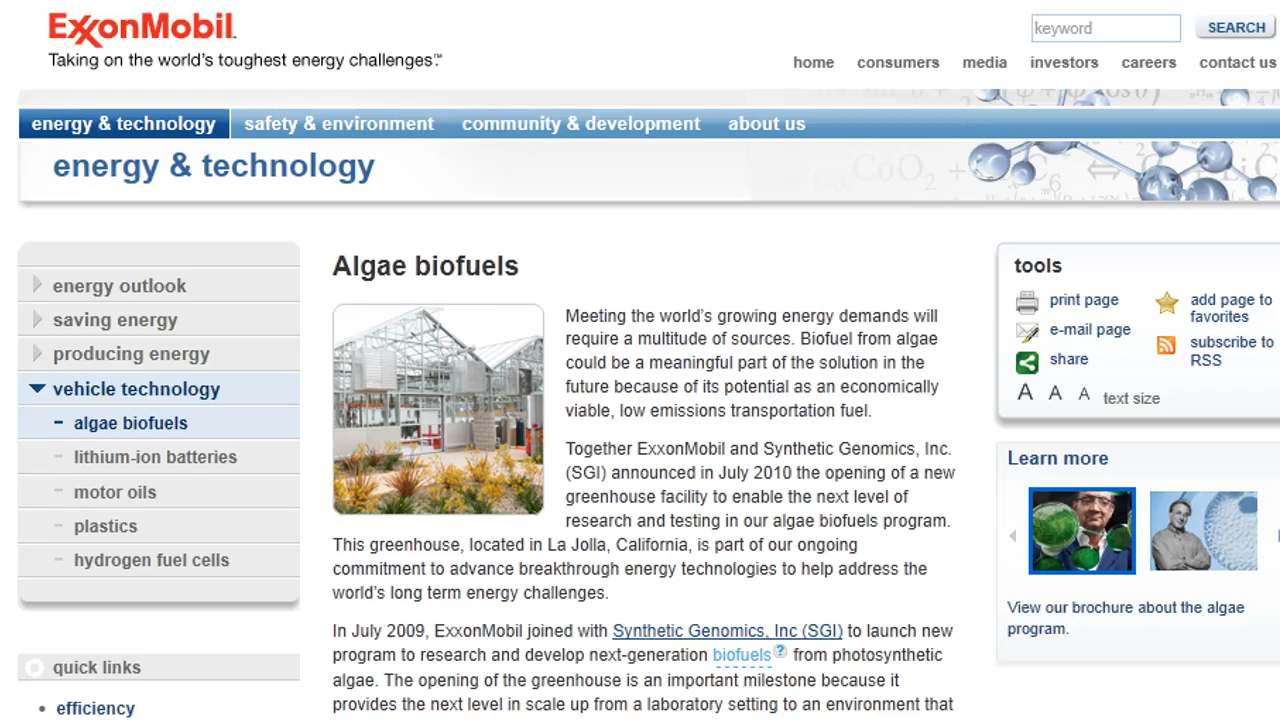 ExxonMobil
Taking on the world's toughest energy challenges.™
keyword
SEARCH
home consumers media investors careers contact us
energy & technology safety & environment community & development about us
energy & technology
CoO2 +
energy outlook
saving energy
producing energy
vehicle technology
algae biofuels
lithium-ion batteries
motor oils
plastics
hydrogen fuel cells
quick links
efficiency
Algae biofuels
Meeting the world's growing energy demands will
require a multitude of sources. Biofuel from algae
could be a meaningful part of the solution in the
future because of its potential as an economically
viable, low emissions transportation fuel.
Together ExxonMobil and Synthetic Genomics, Inc.
(SGI) announced in July 2010 the opening of a new
greenhouse facility to enable the next level of
research and testing in our algae biofuels program.
This greenhouse, located in La Jolla, California, is part of our ongoing
commitment to advance breakthrough energy technologies to help address the
world's long term energy challenges.
In July 2009, ExxonMobil joined with Synthetic Genomics, Inc (SGI) to launch new
program to research and develop next-generation biofuels ? from photosynthetic
algae. The opening of the greenhouse is an important milestone because it
provides the next level in scale up from a laboratory setting to an environment that
tools
print page
e-mail page
share
add page to
favorites
subscribe to
RSS
A A A text size
Learn more
View our brochure about the algae
program.